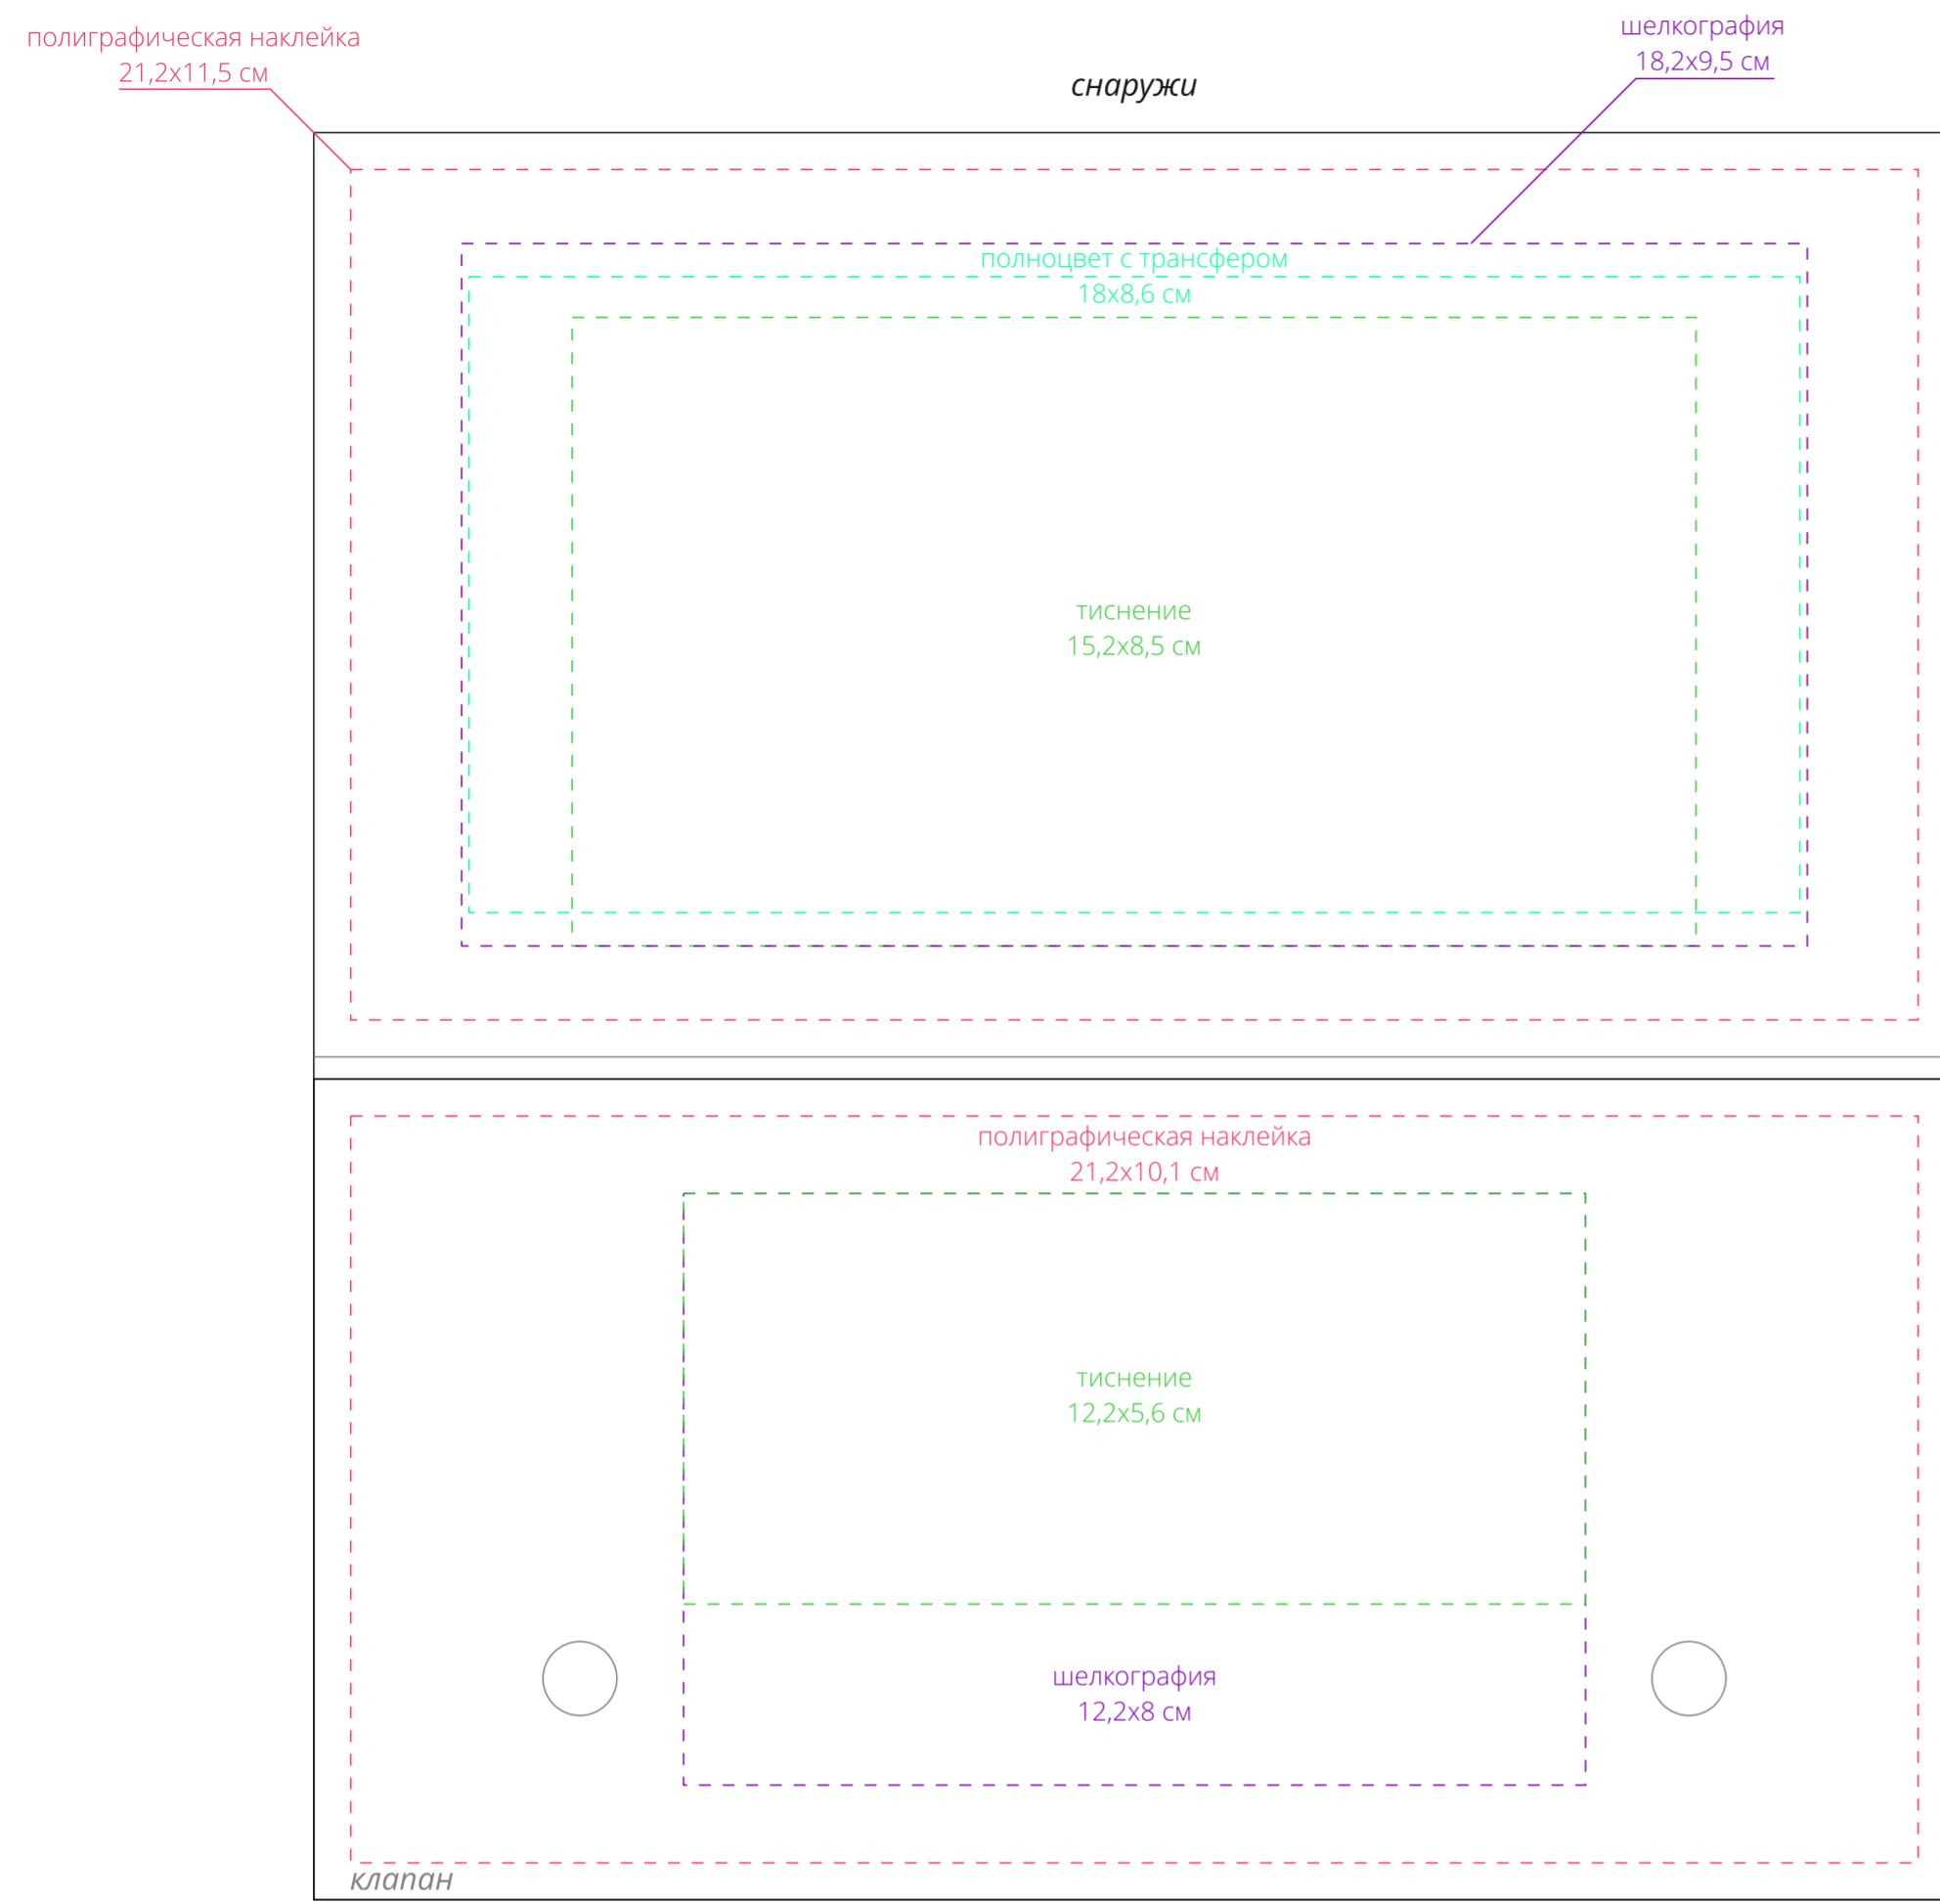 полиграфическая наклейка
21,2х11,5 см
шелкография
18,2х9,5 см
снаружи
полноцвет с трансфером
18х8,6 см
тиснение
15,2х8,5 см
полиграфическая наклейка
21,2х10,1 см
тиснение
12,2х5,6 см
шелкография
12,2х8 см
клапан